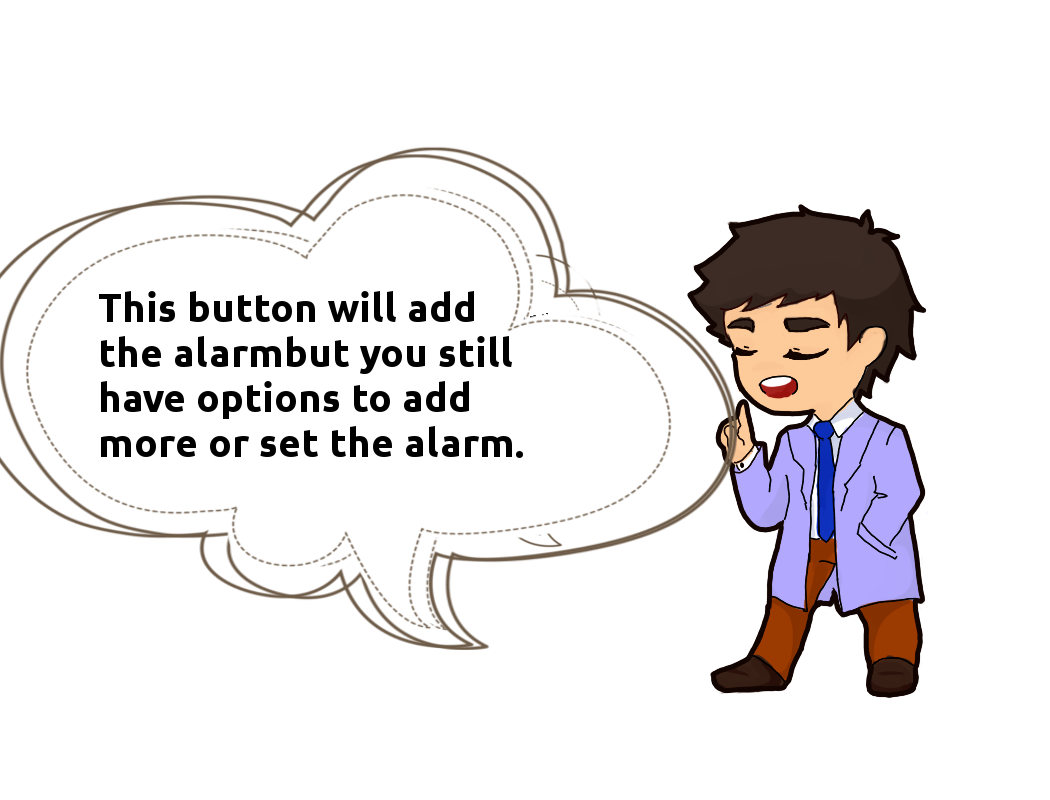 This button will add
the alarmbut you still
have options to add
more or set the alarm.